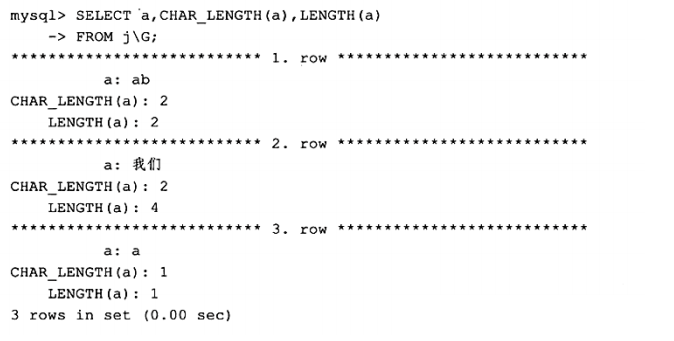 mysql> SELECT a,CHAR_LENGTH(a),LENGTH(a)
-> FROM j\G;
*************************** 1. row ***************************
a: ab
CHAR_LENGTH(a): 2
LENGTH(a): 2
*************************** 2. row ***************************
a: 我们
CHAR_LENGTH(a): 2
LENGTH(a): 4
*************************** 3. row ***************************
a: a
CHAR_LENGTH(a): 1
LENGTH(a): 1
3 rows in set (0.00 sec)